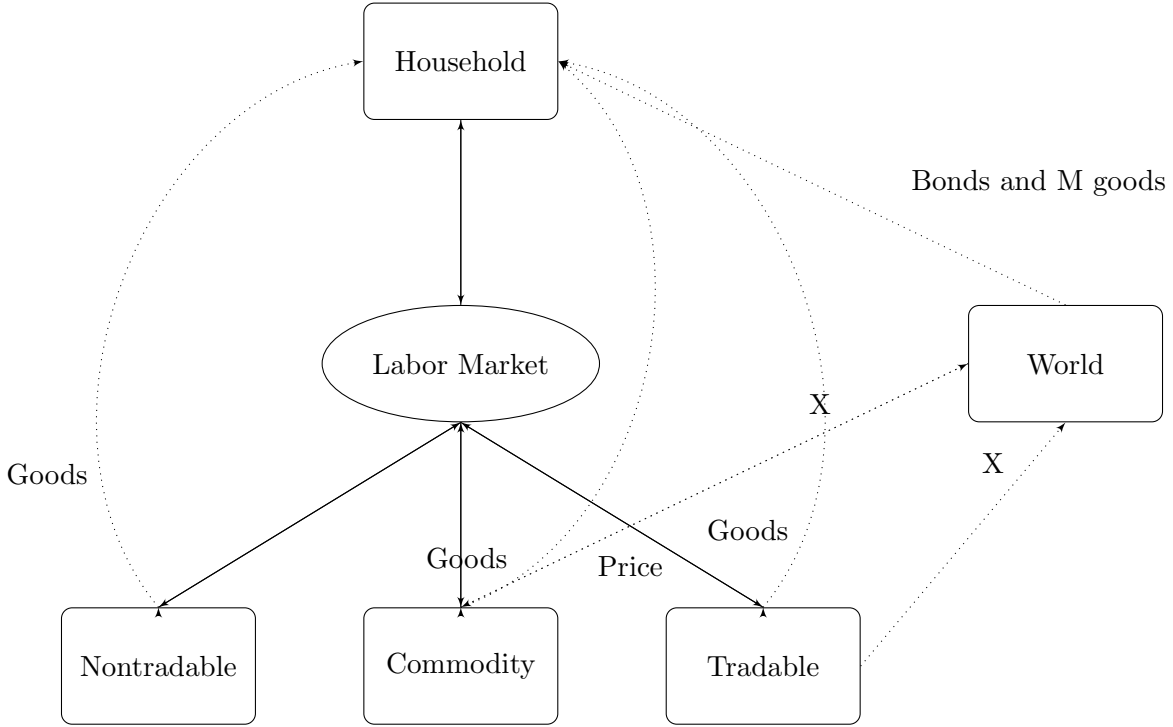 Household
Bonds and M goods
Labor Market
World
X
X
Goods
Goods
Goods
Price
Nontradable
Commodity
Tradable